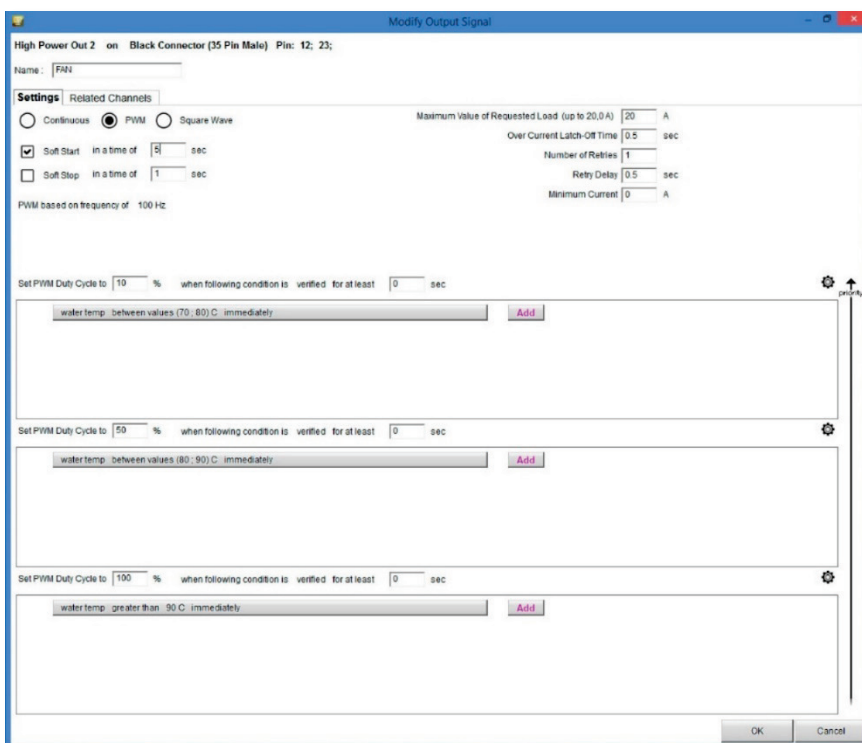 Modify Output Signal
High Power Out 2 on Black Connector (35 Pin Male) Pin: 12; 23;
Name : FAN
Settings Related Channels
Continuous PWM Square Wave
Soft Start in a time of 5 sec
Soft Stop in a time of 1 sec
PWM based on frequency of 100 Hz
Maximum Value of Requested Load (up to 20,0 A) 20 A
Over Current Latch-Off Time 0.5 sec
Number of Retries 1
Retry Delay 0.5 sec
Minimum Current 0 A
Set PWM Duty Cycle to 10 % when following condition is verified for at least 0 sec
priority
water temp between values (70 ; 80) C immediately Add
Set PWM Duty Cycle to 50 % when following condition is verified for at least 0 sec
water temp between values (80 ; 90) C immediately Add
Set PWM Duty Cycle to 100 % when following condition is verified for at least 0 sec
water temp greater than 90 C immediately Add
OK Cancel